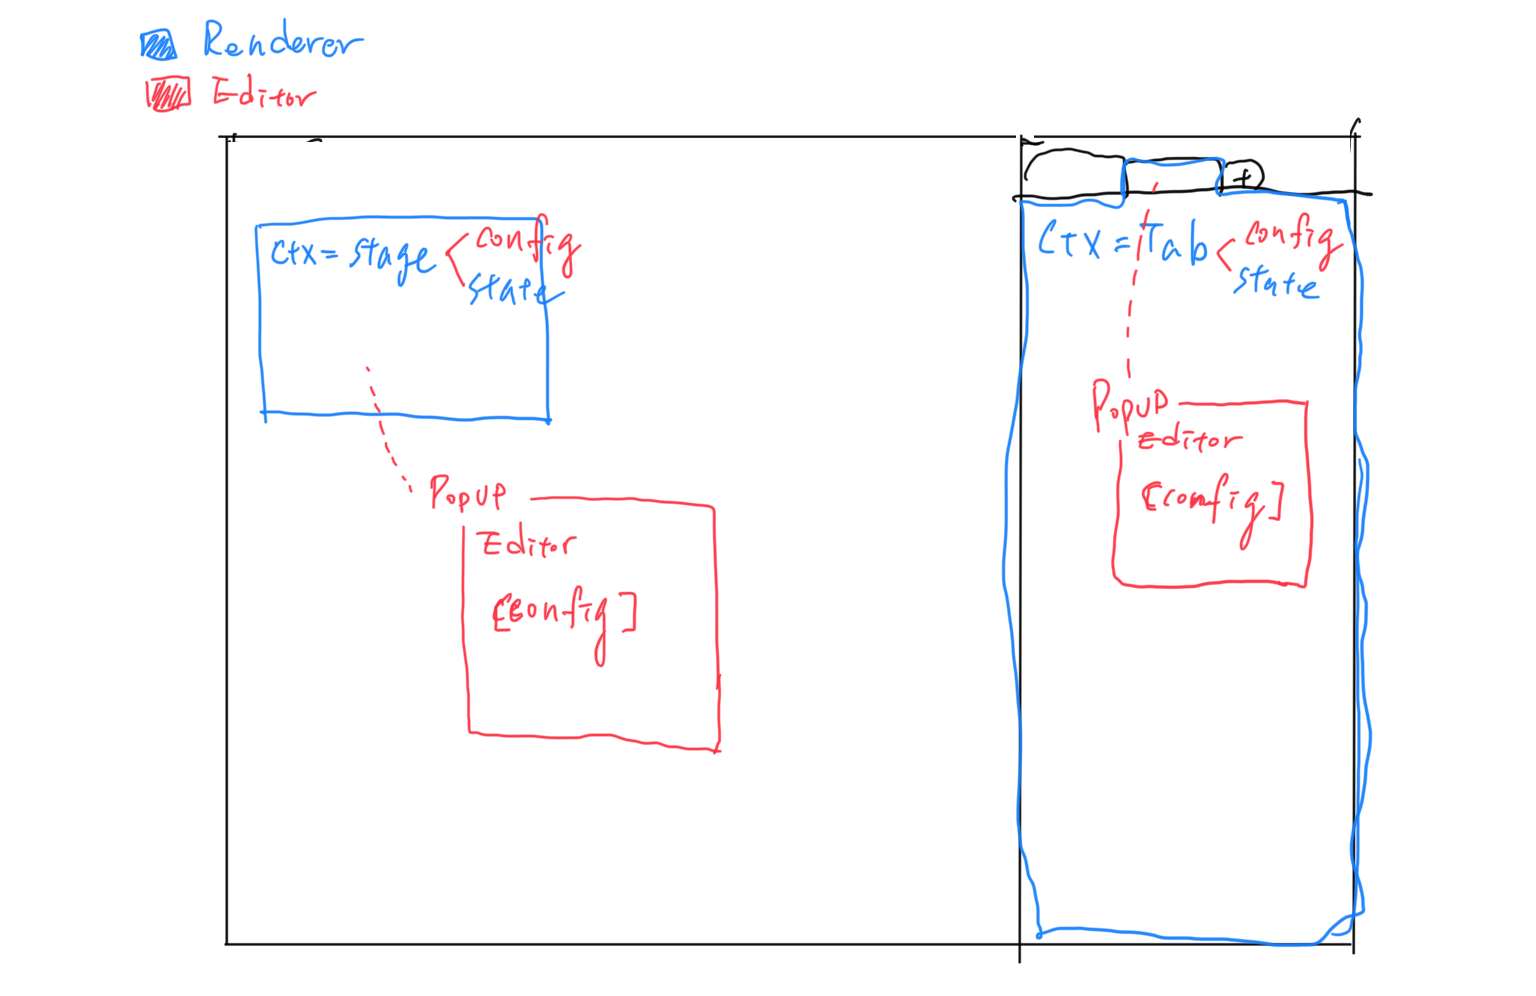 Renderer
Editor
+
Ctx = stage < config
state
Ctx = Tab < config
state
Popup
Editor
[config]
Popup
Editor
[config]